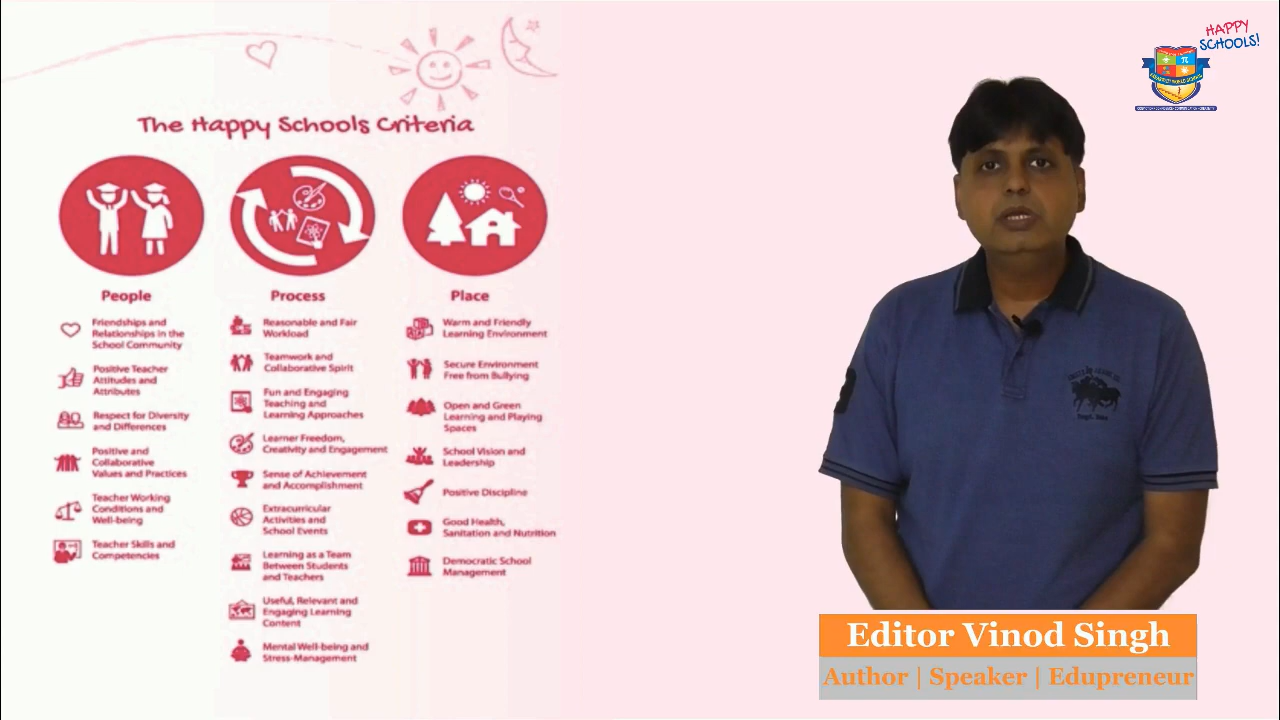 The Happy Schools Criteria
People
Friendships and
Relationships in the
School Community
Positive Teacher
Attitudes and
Attributes
Respect for Diversity
and Differences
Positive and
Collaborative
Values and Practices
Teacher Working
Conditions and
Well-being
Teacher Skills and
Competencies
Process
Reasonable and Fair
Workload
Teamwork and
Collaborative Spirit
Fun and Engaging
Teaching and
Learning Approaches
Learner Freedom,
Creativity and Engagement
Sense of Achievement
and Accomplishment
Extracurricular
Activities and
School Events
Learning as a Team
Between Students
and Teachers
Useful, Relevant and
Engaging Learning
Content
Mental Well-being and
Stress-Management
Place
Warm and Friendly
Learning Environment
Secure Environment
Free from Bullying
Open and Green
Learning and Playing
Spaces
School Vision and
Leadership
Positive Discipline
Good Health,
Sanitation and Nutrition
Democratic School
Management
HAPPY
SCHOOLS!
Editor Vinod Singh
Author | Speaker | Edupreneur